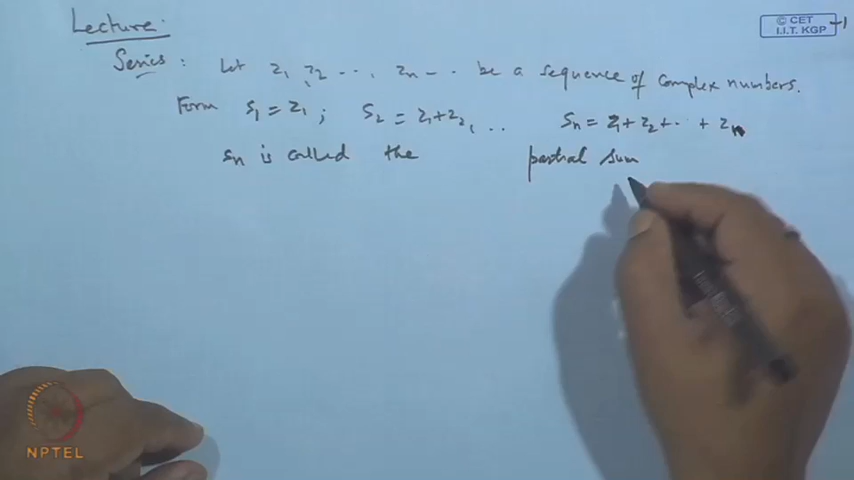 Lecture.
© CET
I.I.T. KGP
Series : Let z1, z2 ..., zn -.. be a sequence of complex numbers.
Form s1 = z1 ; S2 = z1+z2, .. Sn = z1+z2+.. + zn
sn is called the partial sum
NPTEL